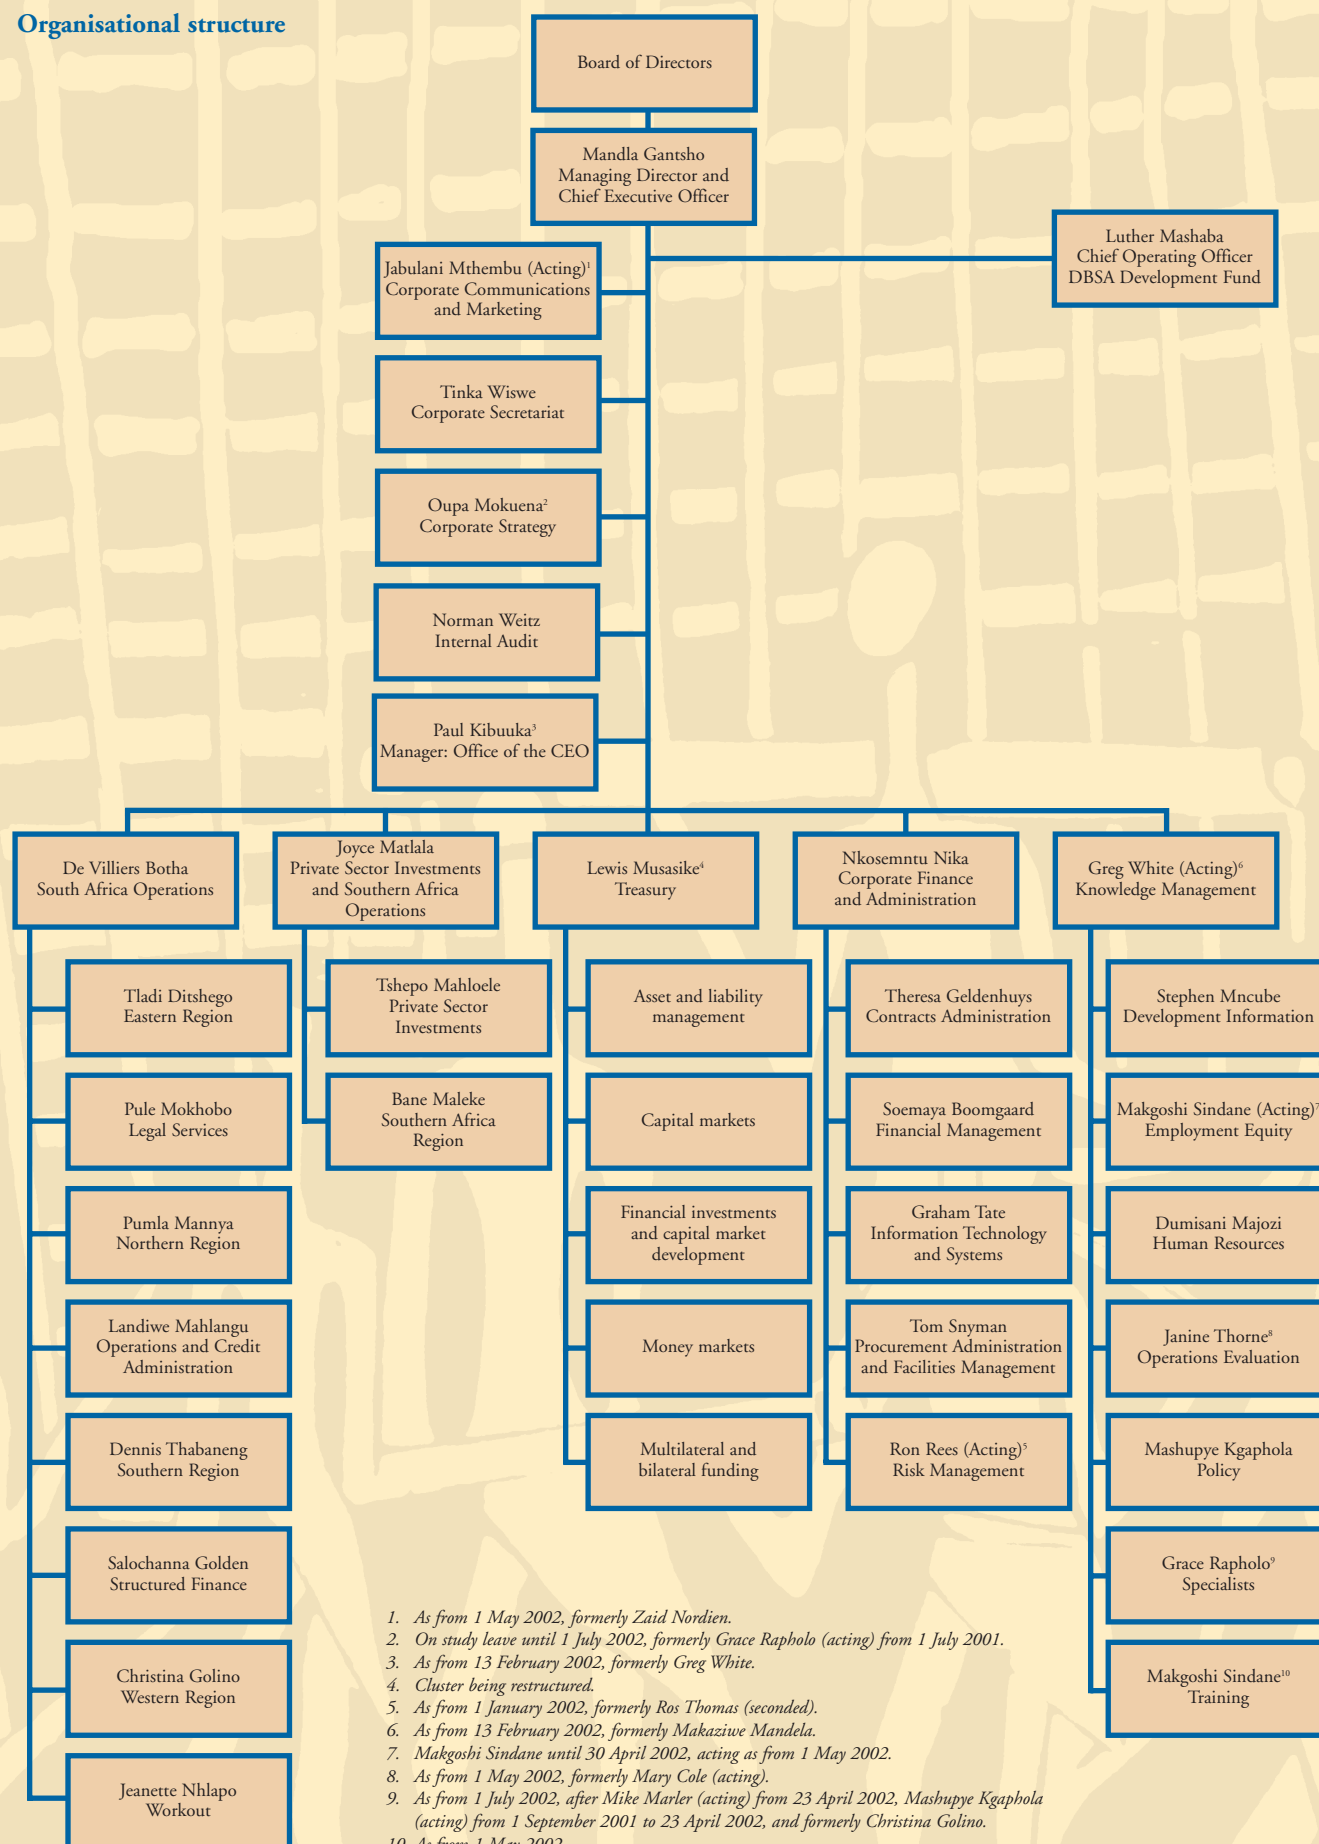 Organisational structure
Board of Directors
Mandla Gantsho
Managing Director and
Chief Executive Officer
Luther Mashaba
Chief Operating Officer
DBSA Development Fund
Jabulani Mthembu (Acting)¹
Corporate Communications
and Marketing
Tinka Wiswe
Corporate Secretariat
Oupa Mokuena²
Corporate Strategy
Norman Weitz
Internal Audit
Paul Kibuuka³
Manager: Office of the CEO
De Villiers Botha
South Africa Operations
Joyce Matlala
Private Sector Investments
and Southern Africa
Operations
Lewis Musasike⁴
Treasury
Nkosemntu Nika
Corporate Finance
and Administration
Greg White (Acting)⁶
Knowledge Management
Tladi Ditshego
Eastern Region
Pule Mokhobo
Legal Services
Pumla Mannya
Northern Region
Landiwe Mahlangu
Operations and Credit
Administration
Dennis Thabaneng
Southern Region
Salochanna Golden
Structured Finance
Christina Golino
Western Region
Jeanette Nhlapo
Workout
Tshepo Mahloele
Private Sector
Investments
Bane Maleke
Southern Africa
Region
Asset and liability
management
Capital markets
Financial investments
and capital market
development
Money markets
Multilateral and
bilateral funding
Theresa Geldenhuys
Contracts Administration
Soemaya Boomgaard
Financial Management
Graham Tate
Information Technology
and Systems
Tom Snyman
Procurement Administration
and Facilities Management
Ron Rees (Acting)⁵
Risk Management
Stephen Mncube
Development Information
Makgoshi Sindane (Acting)⁷
Employment Equity
Dumisani Majozi
Human Resources
Janine Thorne⁸
Operations Evaluation
Mashupye Kgaphola
Policy
Grace Rapholo⁹
Specialists
Makgoshi Sindane¹⁰
Training
1. As from 1 May 2002, formerly Zaid Nordien.
2. On study leave until 1 July 2002, formerly Grace Rapholo (acting) from 1 July 2001.
3. As from 13 February 2002, formerly Greg White.
4. Cluster being restructured.
5. As from 1 January 2002, formerly Ros Thomas (seconded).
6. As from 13 February 2002, formerly Makaziwe Mandela.
7. Makgoshi Sindane until 30 April 2002, acting as from 1 May 2002.
8. As from 1 May 2002, formerly Mary Cole (acting).
9. As from 1 July 2002, after Mike Marler (acting) from 23 April 2002, Mashupye Kgaphola
(acting) from 1 September 2001 to 23 April 2002, and formerly Christina Golino.
10. As from 1 May 2002